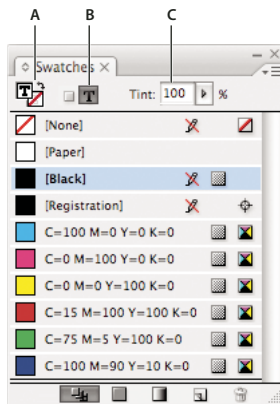 A B C
Swatches
T T Tint: 100 %
[None]
[Paper]
[Black]
[Registration]
C=100 M=0 Y=0 K=0
C=0 M=100 Y=0 K=0
C=0 M=0 Y=100 K=0
C=15 M=100 Y=100 K=0
C=75 M=5 Y=100 K=0
C=100 M=90 Y=10 K=0